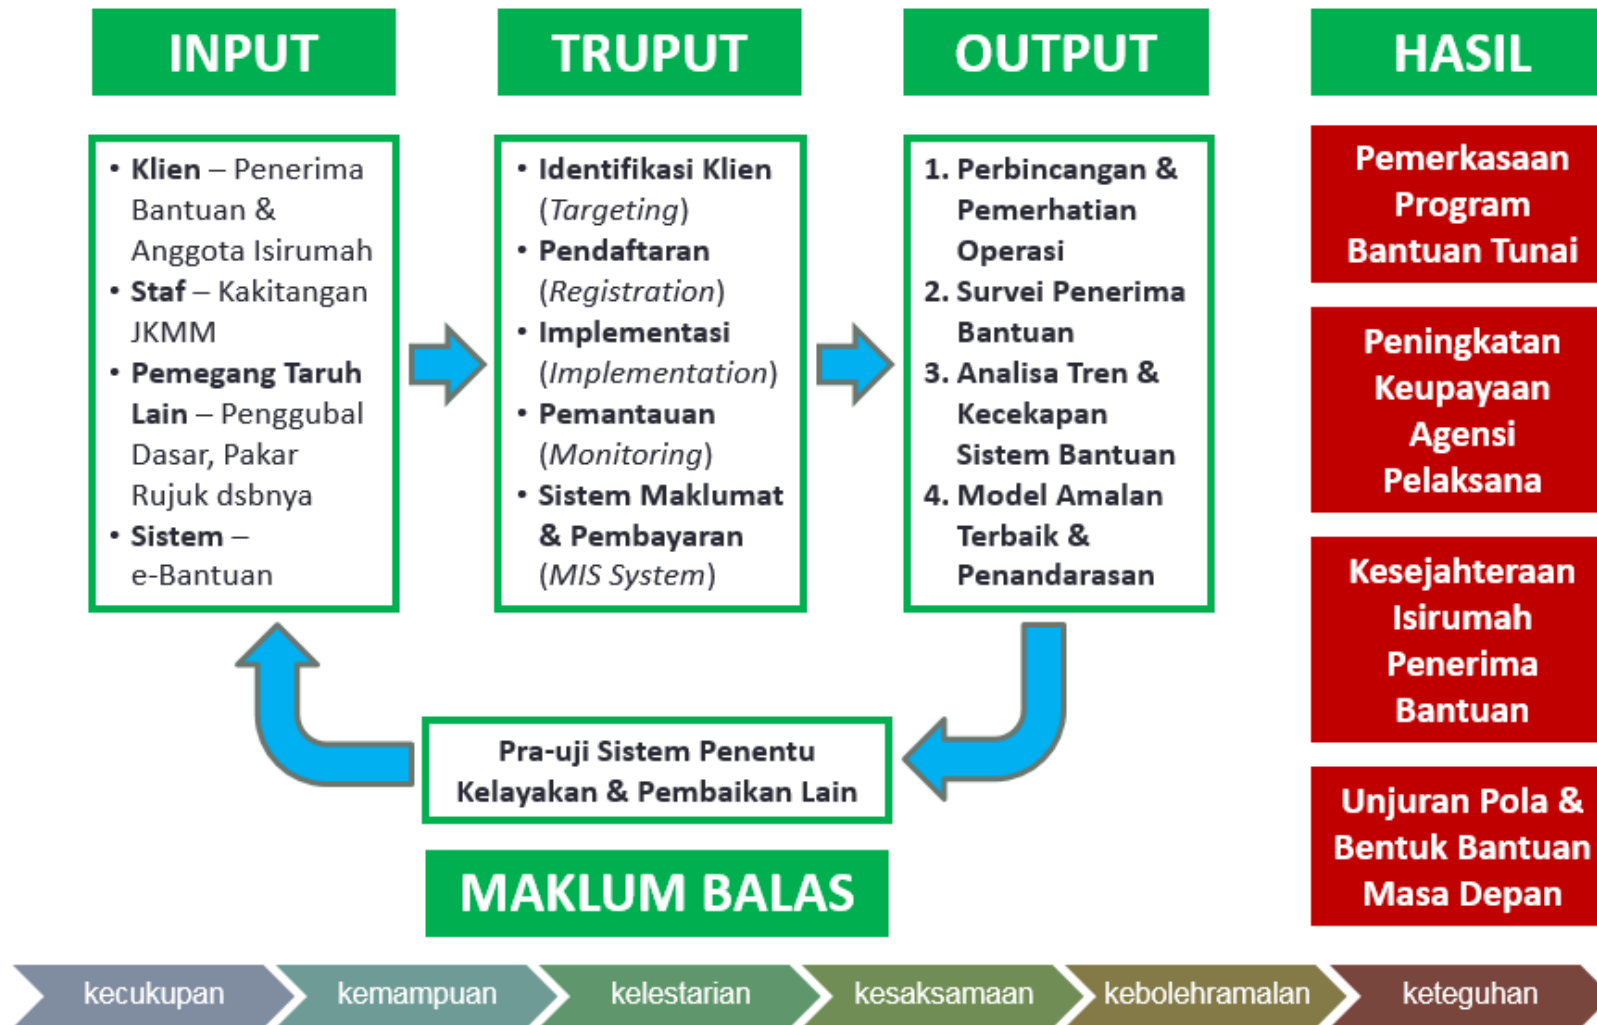 INPUT
• Klien – Penerima
Bantuan &
Anggota Isirumah
• Staf – Kakitangan
JKMM
• Pemegang Taruh
Lain – Penggubal
Dasar, Pakar
Rujuk dsbnya
• Sistem –
e-Bantuan
TRUPUT
• Identifikasi Klien
(Targeting)
• Pendaftaran
(Registration)
• Implementasi
(Implementation)
• Pemantauan
(Monitoring)
• Sistem Maklumat
& Pembayaran
(MIS System)
OUTPUT
1. Perbincangan &
Pemerhatian
Operasi
2. Survei Penerima
Bantuan
3. Analisa Tren &
Kecekapan
Sistem Bantuan
4. Model Amalan
Terbaik &
Penandarasan
HASIL
Pemerkasaan
Program
Bantuan Tunai
Peningkatan
Keupayaan
Agensi
Pelaksana
Kesejahteraan
Isirumah
Penerima
Bantuan
Unjuran Pola &
Bentuk Bantuan
Masa Depan
Pra-uji Sistem Penentu
Kelayakan & Pembaikan Lain
MAKLUM BALAS
kecukupan
kemampuan
kelestarian
kesaksamaan
kebolehramalan
keteguhan